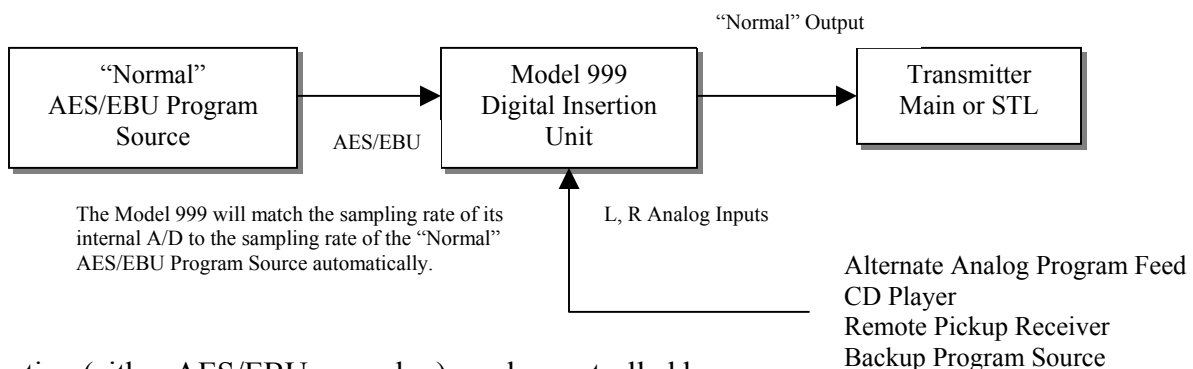 “Normal” Output
“Normal”
AES/EBU Program
Source
AES/EBU
Model 999
Digital Insertion
Unit
Transmitter
Main or STL
The Model 999 will match the sampling rate of its
internal A/D to the sampling rate of the “Normal”
AES/EBU Program Source automatically.
L, R Analog Inputs
Alternate Analog Program Feed
CD Player
Remote Pickup Receiver
Backup Program Source